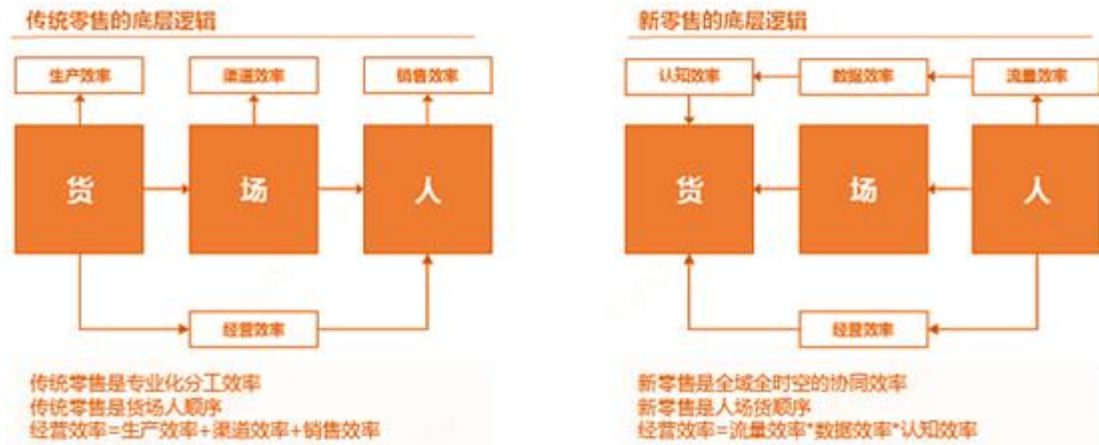 传统零售的底层逻辑
生产效率
渠道效率
销售效率
货
场
人
经营效率
传统零售是专业化分工效率
传统零售是货场人顺序
经营效率=生产效率+渠道效率+销售效率
新零售的底层逻辑
认知效率
数据效率
流量效率
货
场
人
经营效率
新零售是全域全时空的协同效率
新零售是人场货顺序
经营效率=流量效率*数据效率*认知效率